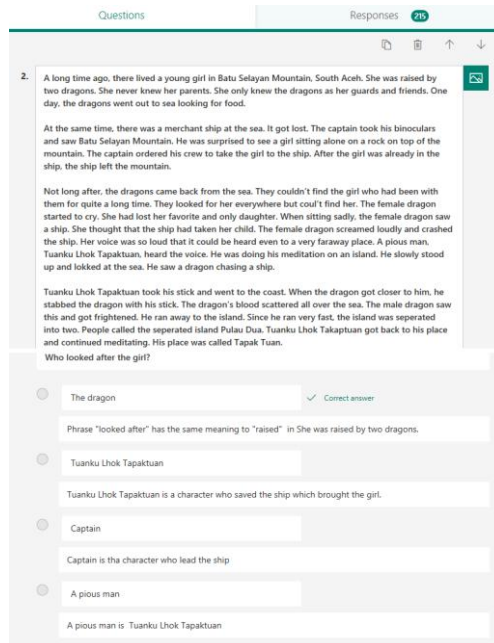 Questions
Responses 215
2.
A long time ago, there lived a young girl in Batu Selayan Mountain, South Aceh. She was raised by
two dragons. She never knew her parents. She only knew the dragons as her guards and friends. One
day, the dragons went out to sea looking for food.
At the same time, there was a merchant ship at the sea. It got lost. The captain took his binoculars
and saw Batu Selayan Mountain. He was surprised to see a girl sitting alone on a rock on top of the
mountain. The captain ordered his crew to take the girl to the ship. After the girl was already in the
ship, the ship left the mountain.
Not long after, the dragons came back from the sea. They couldn't find the girl who had been with
them for quite a long time. They looked for her everywhere but coul't find her. The female dragon
started to cry. She had lost her favorite and only daughter. When sitting sadly, the female dragon saw
a ship. She thought that the ship had taken her child. The female dragon screamed loudly and crashed
the ship. Her voice was so loud that it could be heard even to a very faraway place. A pious man,
Tuanku Lhok Tapaktuan, heard the voice. He was doing his meditation on an island. He slowly stood
up and lokked at the sea. He saw a dragon chasing a ship.
Tuanku Lhok Tapaktuan took his stick and went to the coast. When the dragon got closer to him, he
stabbed the dragon with his stick. The dragon's blood scattered all over the sea. The male dragon saw
this and got frightened. He ran away to the island. Since he ran very fast, the island was seperated
into two. People called the seperated island Pulau Dua. Tuanku Lhok Takaptuan got back to his place
and continued meditating. His place was called Tapak Tuan.
Who looked after the girl?
The dragon
Correct answer
Phrase "looked after" has the same meaning to "raised" in She was raised by two dragons.
Tuanku Lhok Tapaktuan
Tuanku Lhok Tapaktuan is a character who saved the ship which brought the girl.
Captain
Captain is tha character who lead the ship
A pious man
A pious man is Tuanku Lhok Tapaktuan